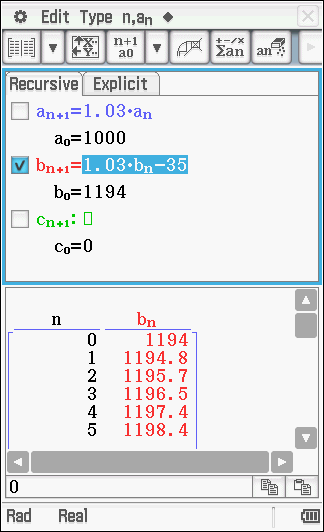 Edit Type n,an ◆
n+1
a0
+-/×
Σan
an
Recursive Explicit
an+1=1.03·an
a0=1000
bn+1=1.03·bn-35
b0=1194
cn+1:□
c0=0
n bn
0 1194
1 1194.8
2 1195.7
3 1196.5
4 1197.4
5 1198.4
0
Rad Real